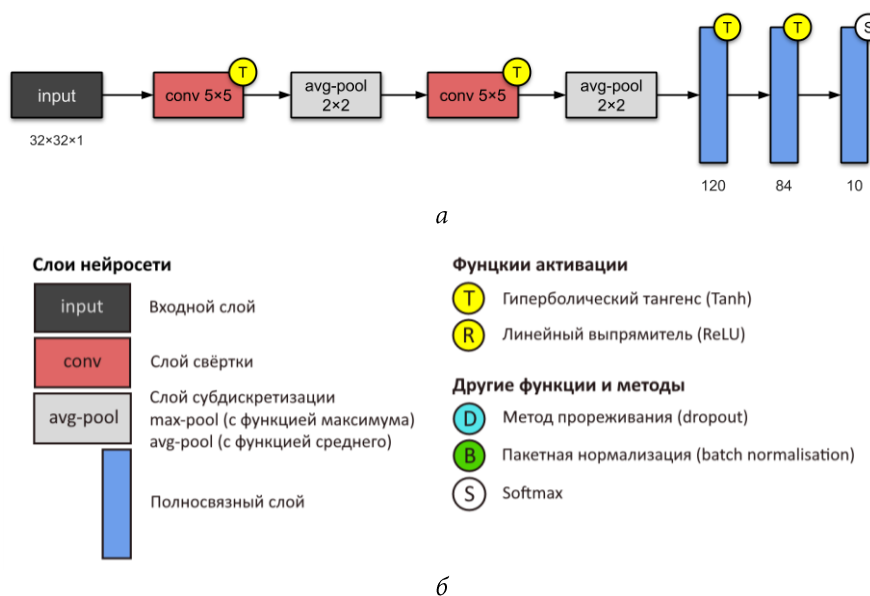 T
T
T
T
S
input
conv 5×5
avg-pool
2×2
conv 5×5
avg-pool
2×2
32×32×1
120
84
10
а
Слои нейросети
input
Входной слой
conv
Слой свёртки
avg-pool
Слой субдискретизации
max-pool (с функцией максимума)
avg-pool (с функцией среднего)
Полносвязный слой
Фунцкии активации
T
Гиперболический тангенс (Tanh)
R
Линейный выпрямитель (ReLU)
Другие функции и методы
D
Метод прореживания (dropout)
B
Пакетная нормализация (batch normalisation)
S
Softmax
б